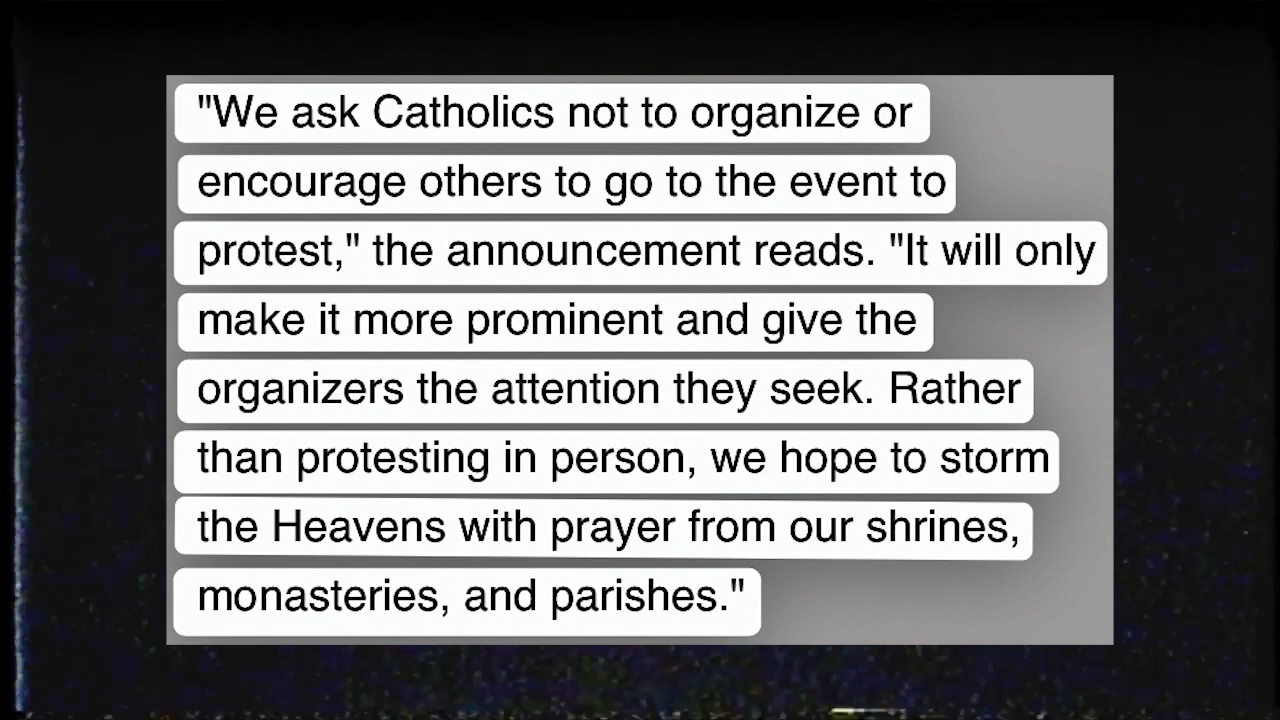 "We ask Catholics not to organize or
encourage others to go to the event to
protest," the announcement reads. "It will only
make it more prominent and give the
organizers the attention they seek. Rather
than protesting in person, we hope to storm
the Heavens with prayer from our shrines,
monasteries, and parishes."